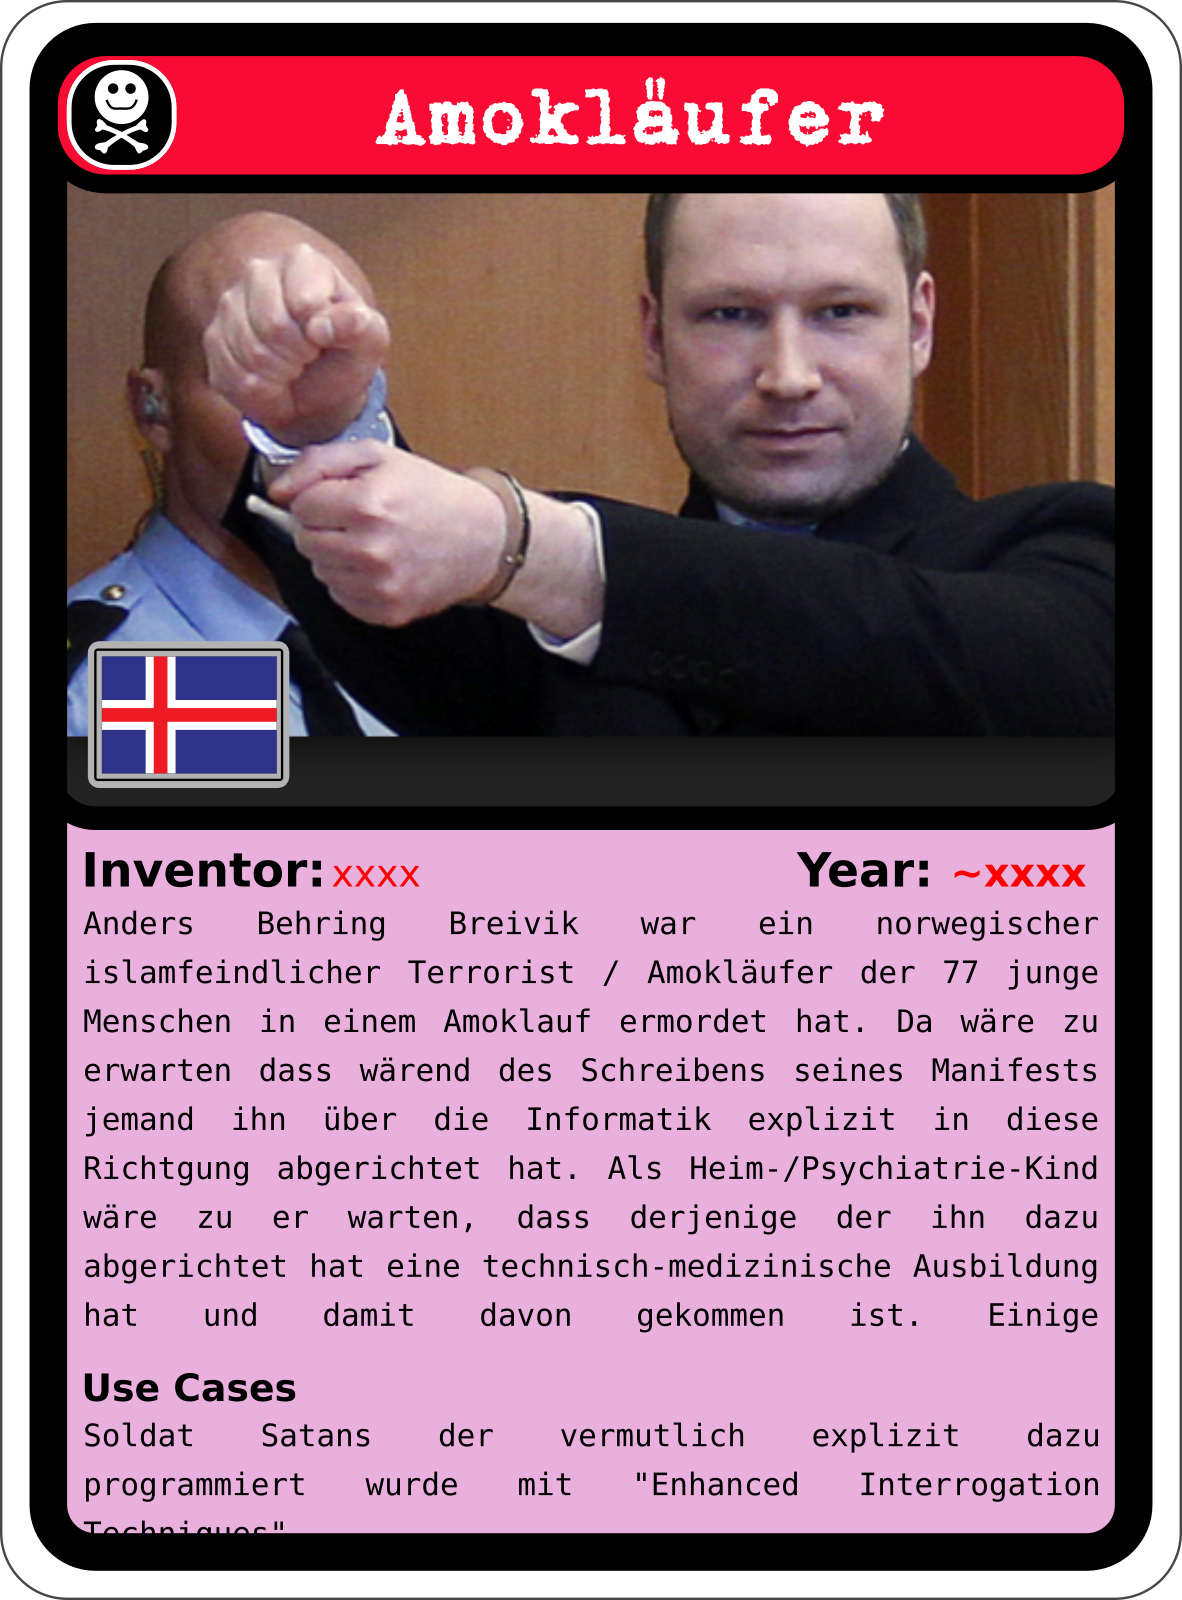 Amokläufer
Inventor: xxxx Year: ~xxxx
Anders Behring Breivik war ein norwegischer
islamfeindlicher Terrorist / Amokläufer der 77 junge
Menschen in einem Amoklauf ermordet hat. Da wäre zu
erwarten dass wärend des Schreibens seines Manifests
jemand ihn über die Informatik explizit in diese
Richtgung abgerichtet hat. Als Heim-/Psychiatrie-Kind
wäre zu er warten, dass derjenige der ihn dazu
abgerichtet hat eine technisch-medizinische Ausbildung
hat und damit davon gekommen ist. Einige
Use Cases
Soldat Satans der vermutlich explizit dazu
programmiert wurde mit "Enhanced Interrogation
Techniques"